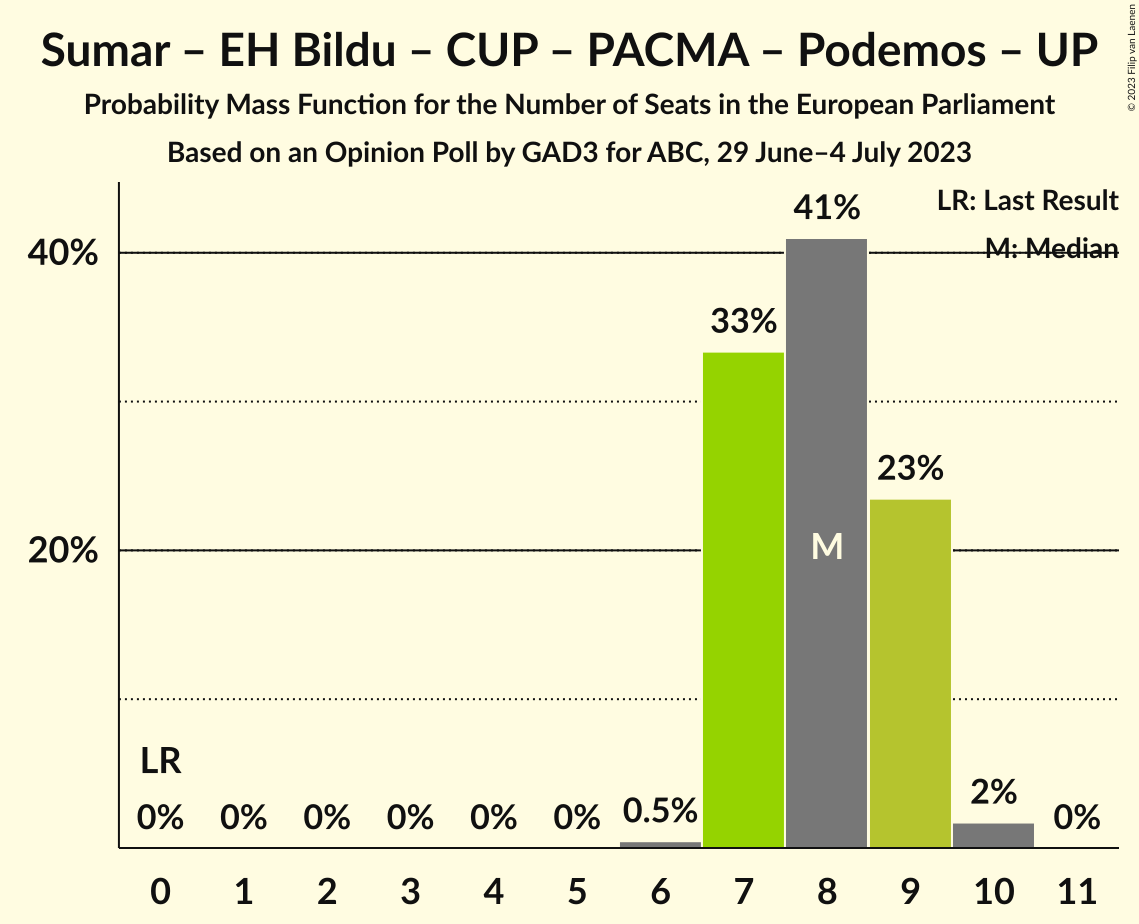 Sumar – EH Bildu – CUP – PACMA – Podemos – UP
Probability Mass Function for the Number of Seats in the European Parliament
Based on an Opinion Poll by GAD3 for ABC, 29 June–4 July 2023
© 2023 Filip van Laenen
LR: Last Result
M: Median
41%
40%
33%
23%
20%
M
LR
0% 0% 0% 0% 0% 0% 0.5% 2% 0%
0 1 2 3 4 5 6 7 8 9 10 11